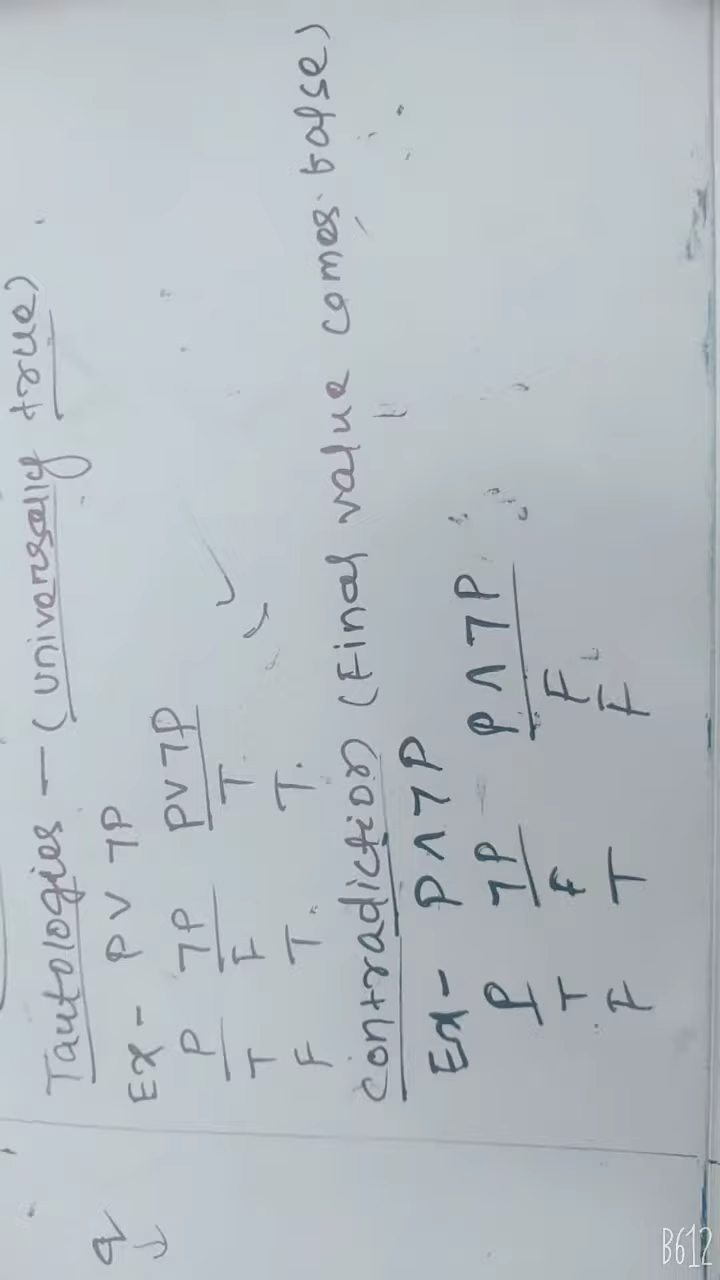 Tautologies - (universally true)
Ex - P ∨ ¬P
P ¬P P∨¬P
T F T
F T. T.
Contradiction (Final value comes false)
Ex - P ∧ ¬P
P ¬P P∧¬P
T F F
F T F
B612